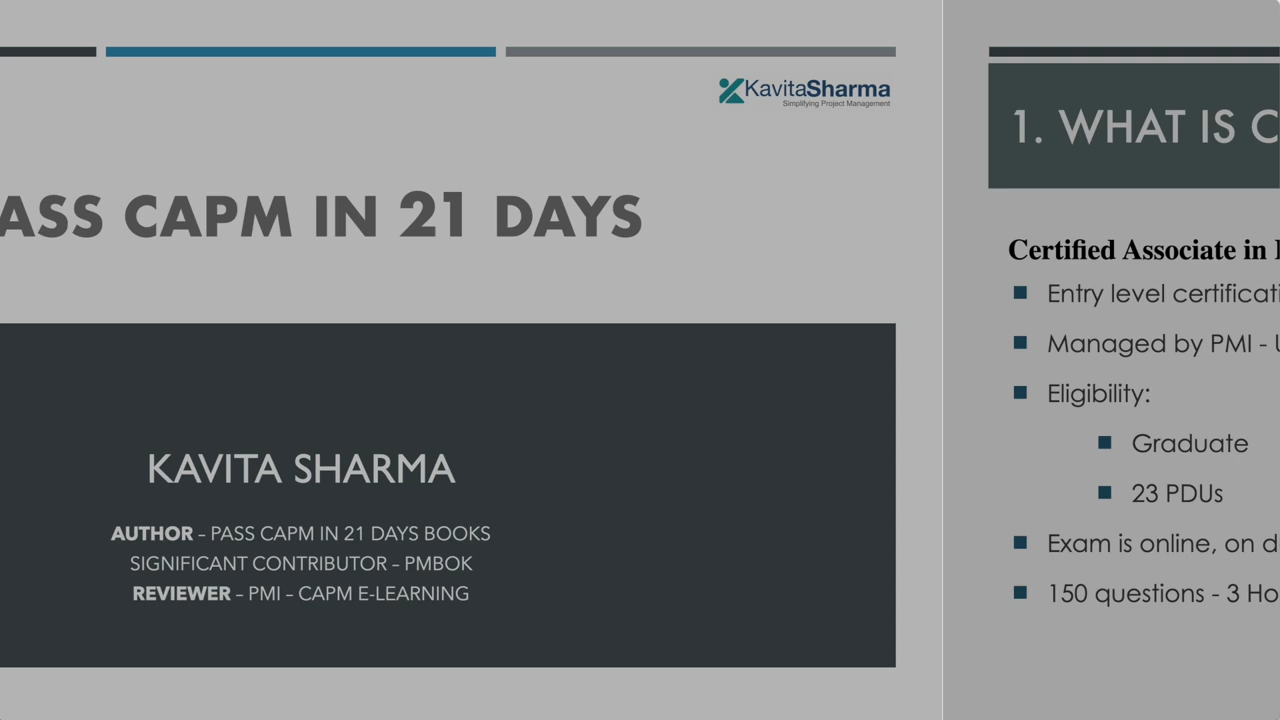 KavitaSharma
Simplifying Project Management
ASS CAPM IN 21 DAYS
KAVITA SHARMA
AUTHOR – PASS CAPM IN 21 DAYS BOOKS
SIGNIFICANT CONTRIBUTOR – PMBOK
REVIEWER – PMI – CAPM E-LEARNING
1. WHAT IS C
Certified Associate in
Entry level certificati
Managed by PMI - U
Eligibility:
Graduate
23 PDUs
Exam is online, on d
150 questions - 3 Ho